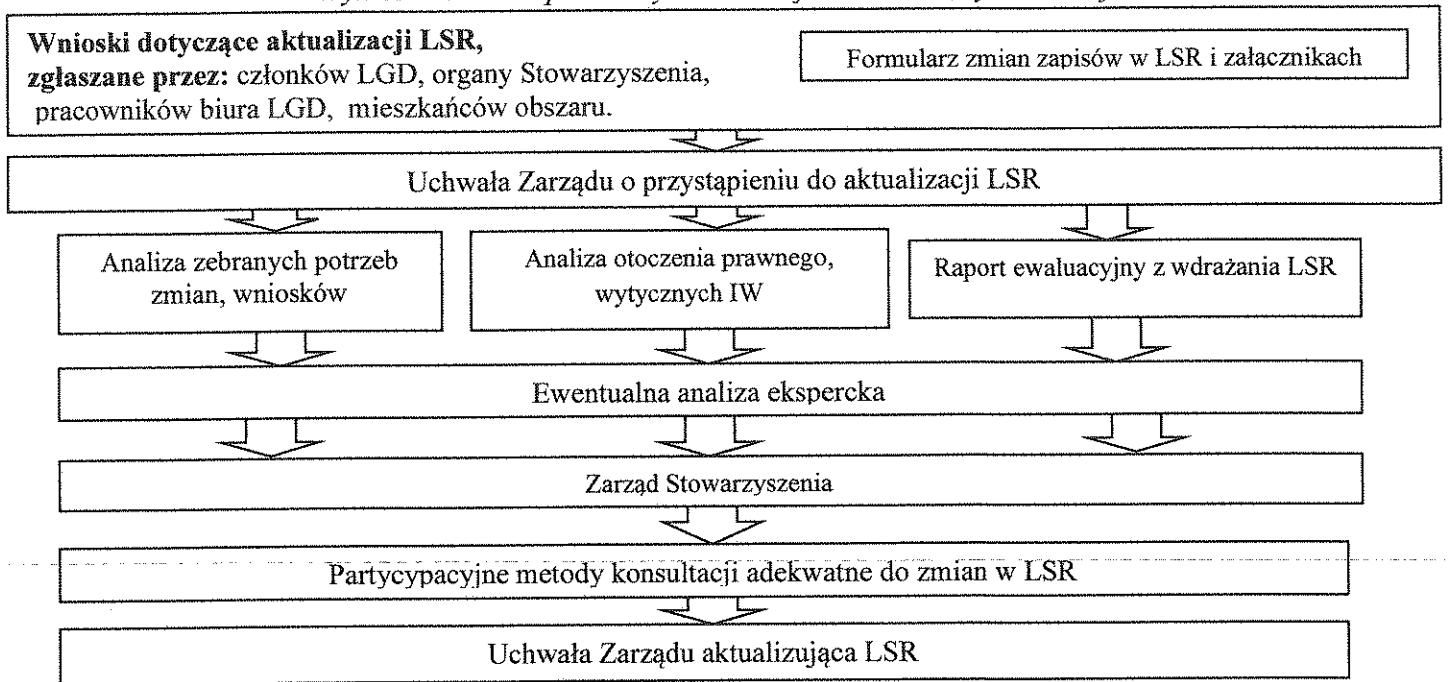 Wnioski dotyczące aktualizacji LSR,
zgłaszane przez: członków LGD, organy Stowarzyszenia,
pracowników biura LGD, mieszkańców obszaru.
Formularz zmian zapisów w LSR i załącznikach
Uchwała Zarządu o przystąpieniu do aktualizacji LSR
Analiza zebranych potrzeb
zmian, wniosków
Analiza otoczenia prawnego,
wytycznych IW
Raport ewaluacyjny z wdrażania LSR
Ewentualna analiza ekspercka
Zarząd Stowarzyszenia
Partycypacyjne metody konsultacji adekwatne do zmian w LSR
Uchwała Zarządu aktualizująca LSR